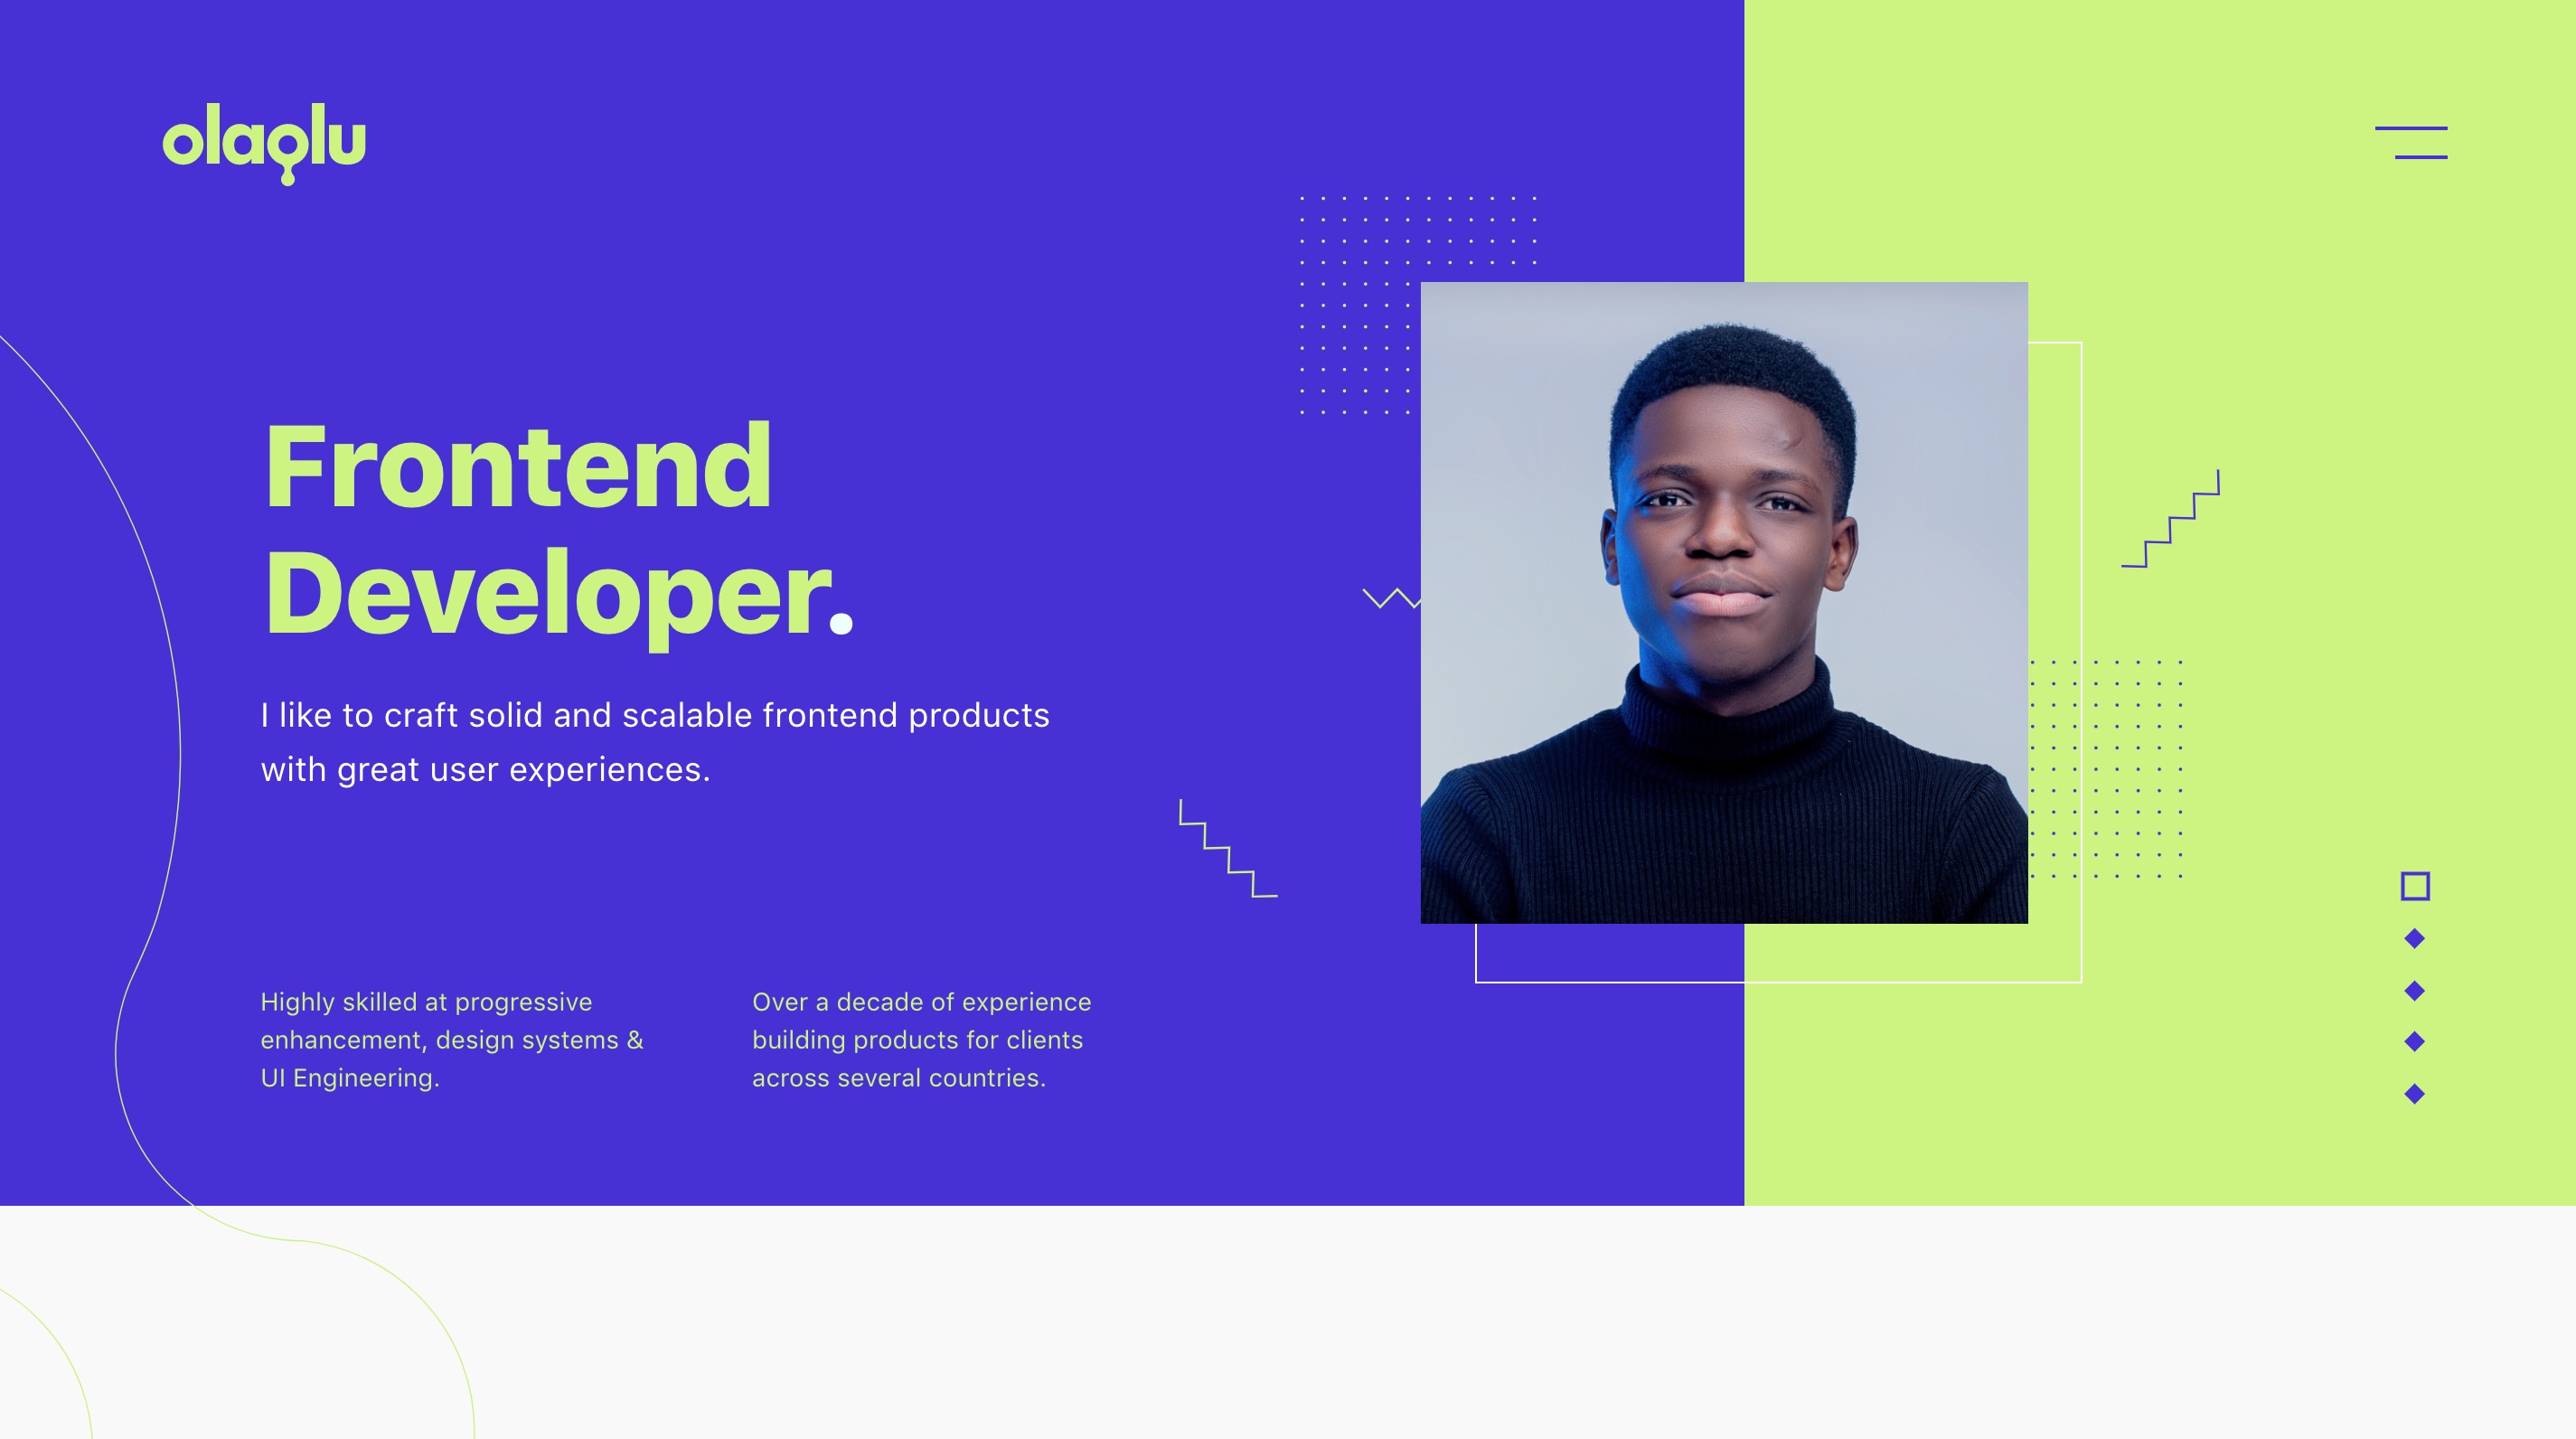 olaolu
Frontend
Developer.
I like to craft solid and scalable frontend products
with great user experiences.
Highly skilled at progressive
enhancement, design systems &
UI Engineering.
Over a decade of experience
building products for clients
across several countries.